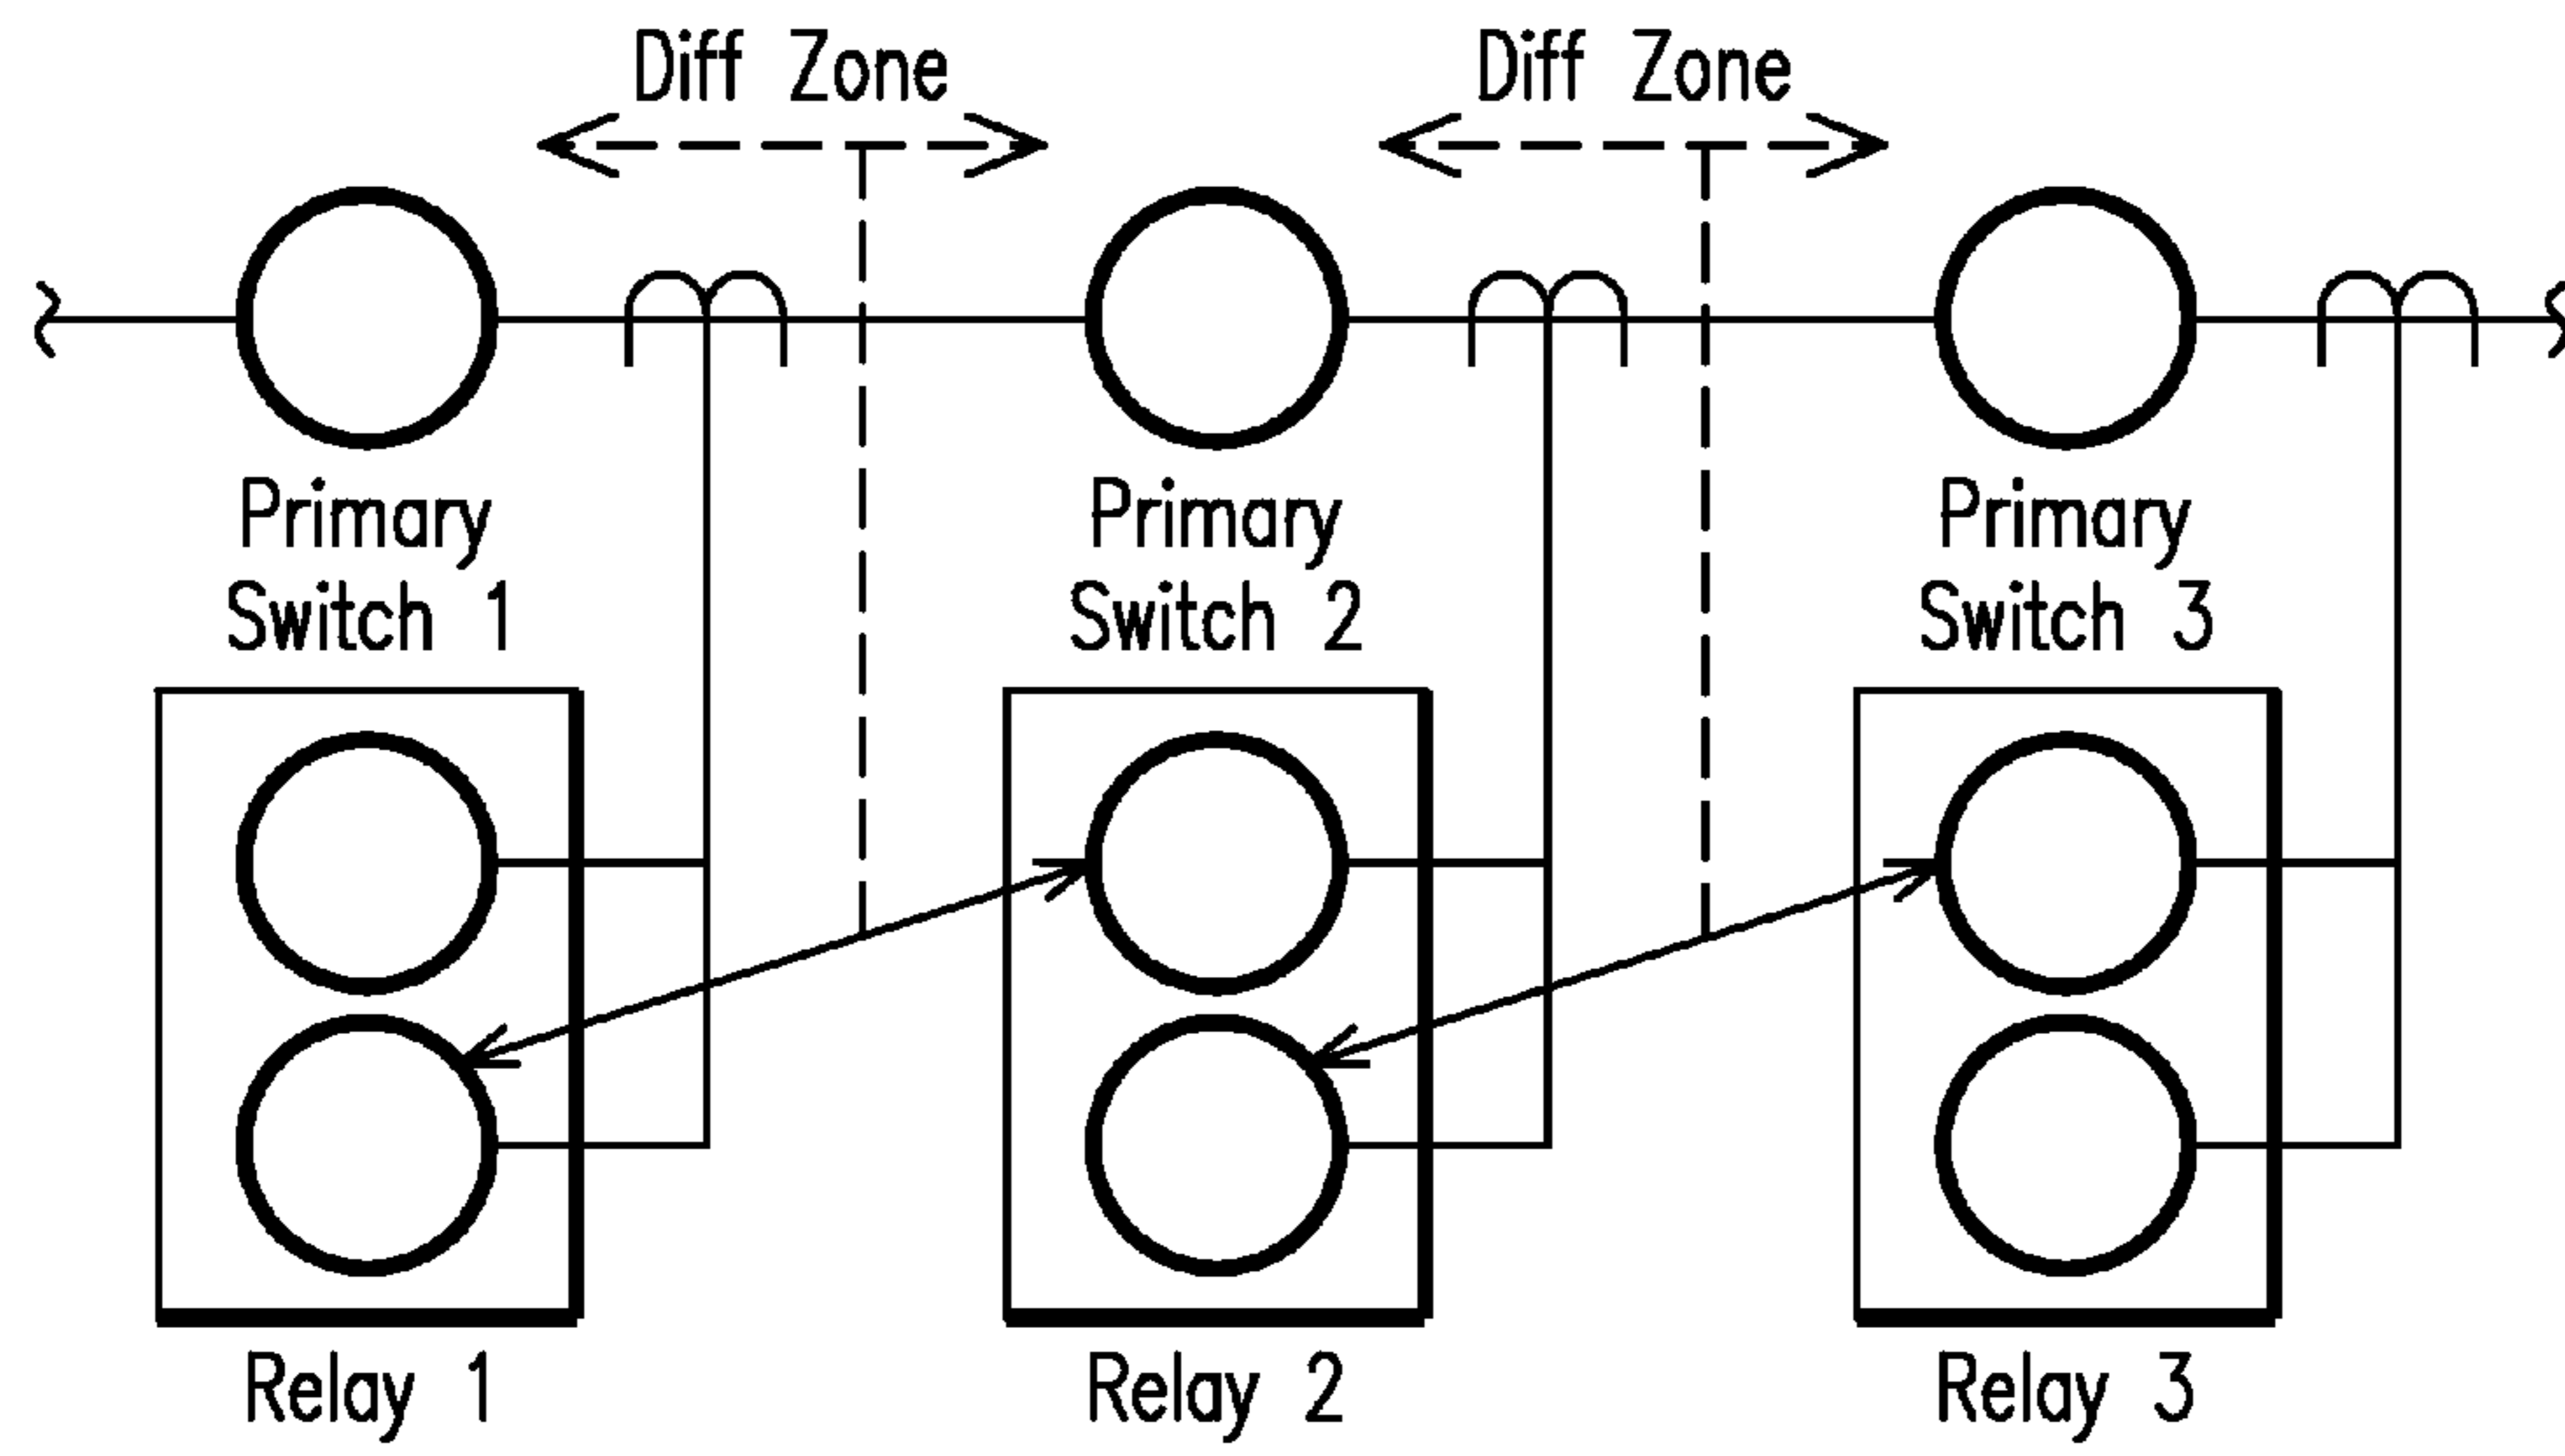 Diff Zone
Diff Zone
Primary
Switch 1
Primary
Switch 2
Primary
Switch 3
Relay 1
Relay 2
Relay 3